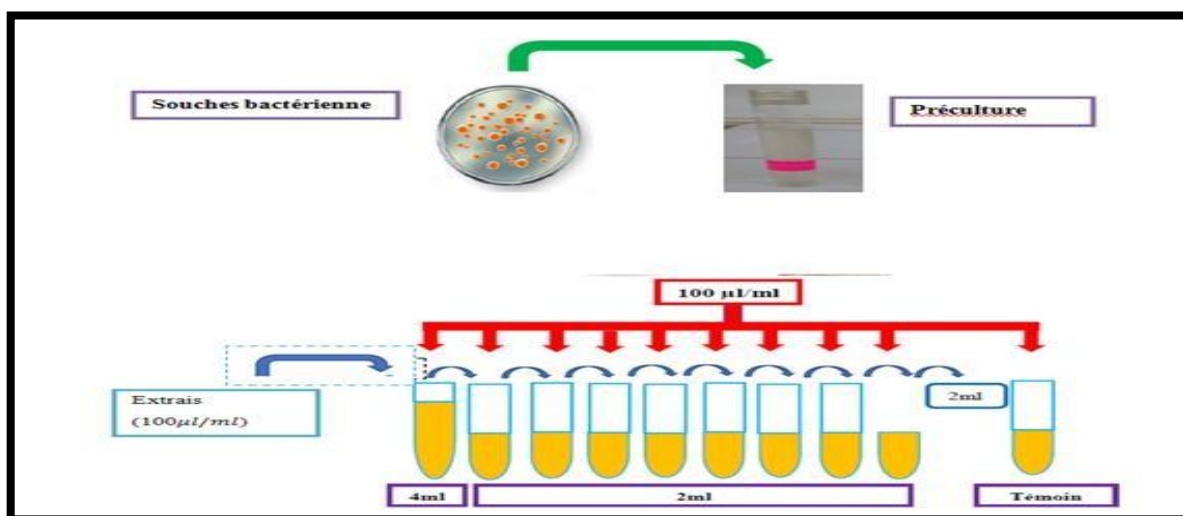 Souches bactérienne
Préculture
100 µl/ml
Extrais
(100µl/ml)
2ml
4ml
2ml
Témoin